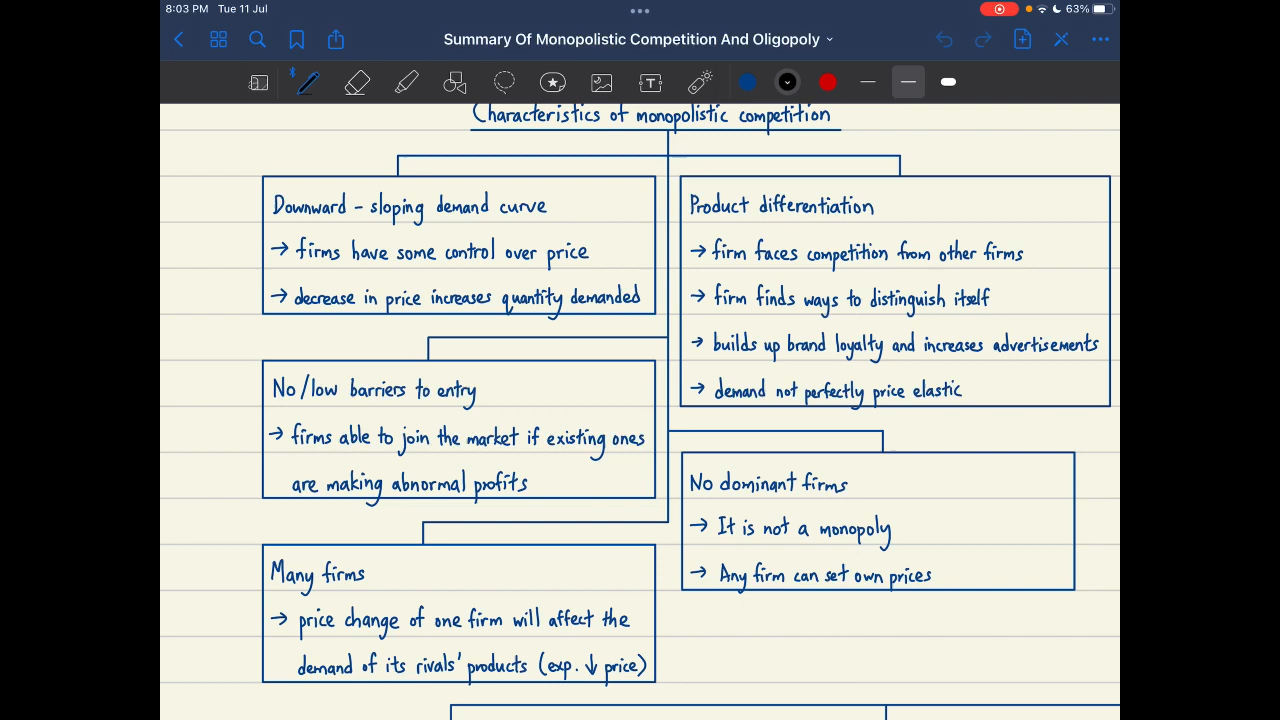 8:03 PM Tue 11 Jul
63%
Summary Of Monopolistic Competition And Oligopoly
Characteristics of monopolistic competition
Downward-sloping demand curve
→ firms have some control over price
→ decrease in price increases quantity demanded
Product differentiation
→ firm faces competition from other firms
→ firm finds ways to distinguish itself
→ builds up brand loyalty and increases advertisements
→ demand not perfectly price elastic
No/low barriers to entry
→ firms able to join the market if existing ones
are making abnormal profits
No dominant firms
→ It is not a monopoly
→ Any firm can set own prices
Many firms
→ price change of one firm will affect the
demand of its rivals' products (exp. ↓ price)